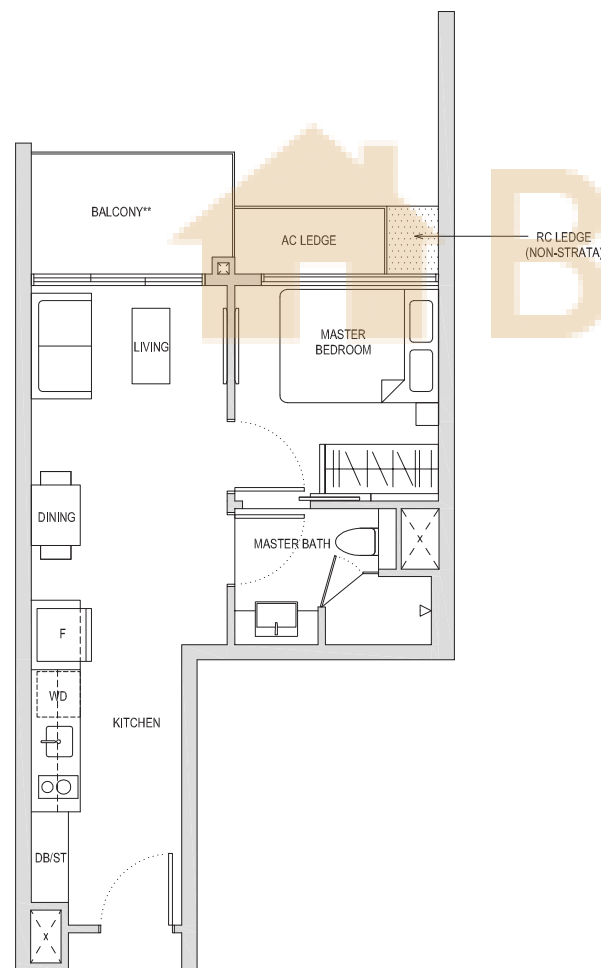 BALCONY**
AC LEDGE
RC LEDGE
(NON-STRATA)
B
LIVING
MASTER
BEDROOM
DINING
MASTER BATH
F
WD
KITCHEN
DB/ST
X
X